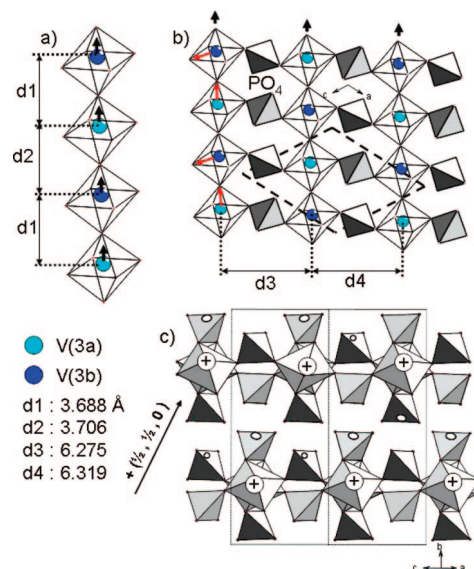 a)
d1
d2
d1
b)
PO4
c a
d3 d4
V(3a)
V(3b)
d1 : 3.688 Å
d2 : 3.706
d3 : 6.275
d4 : 6.319
+ (½, ½, 0)
c)
+ + +
+ + +
b
c a